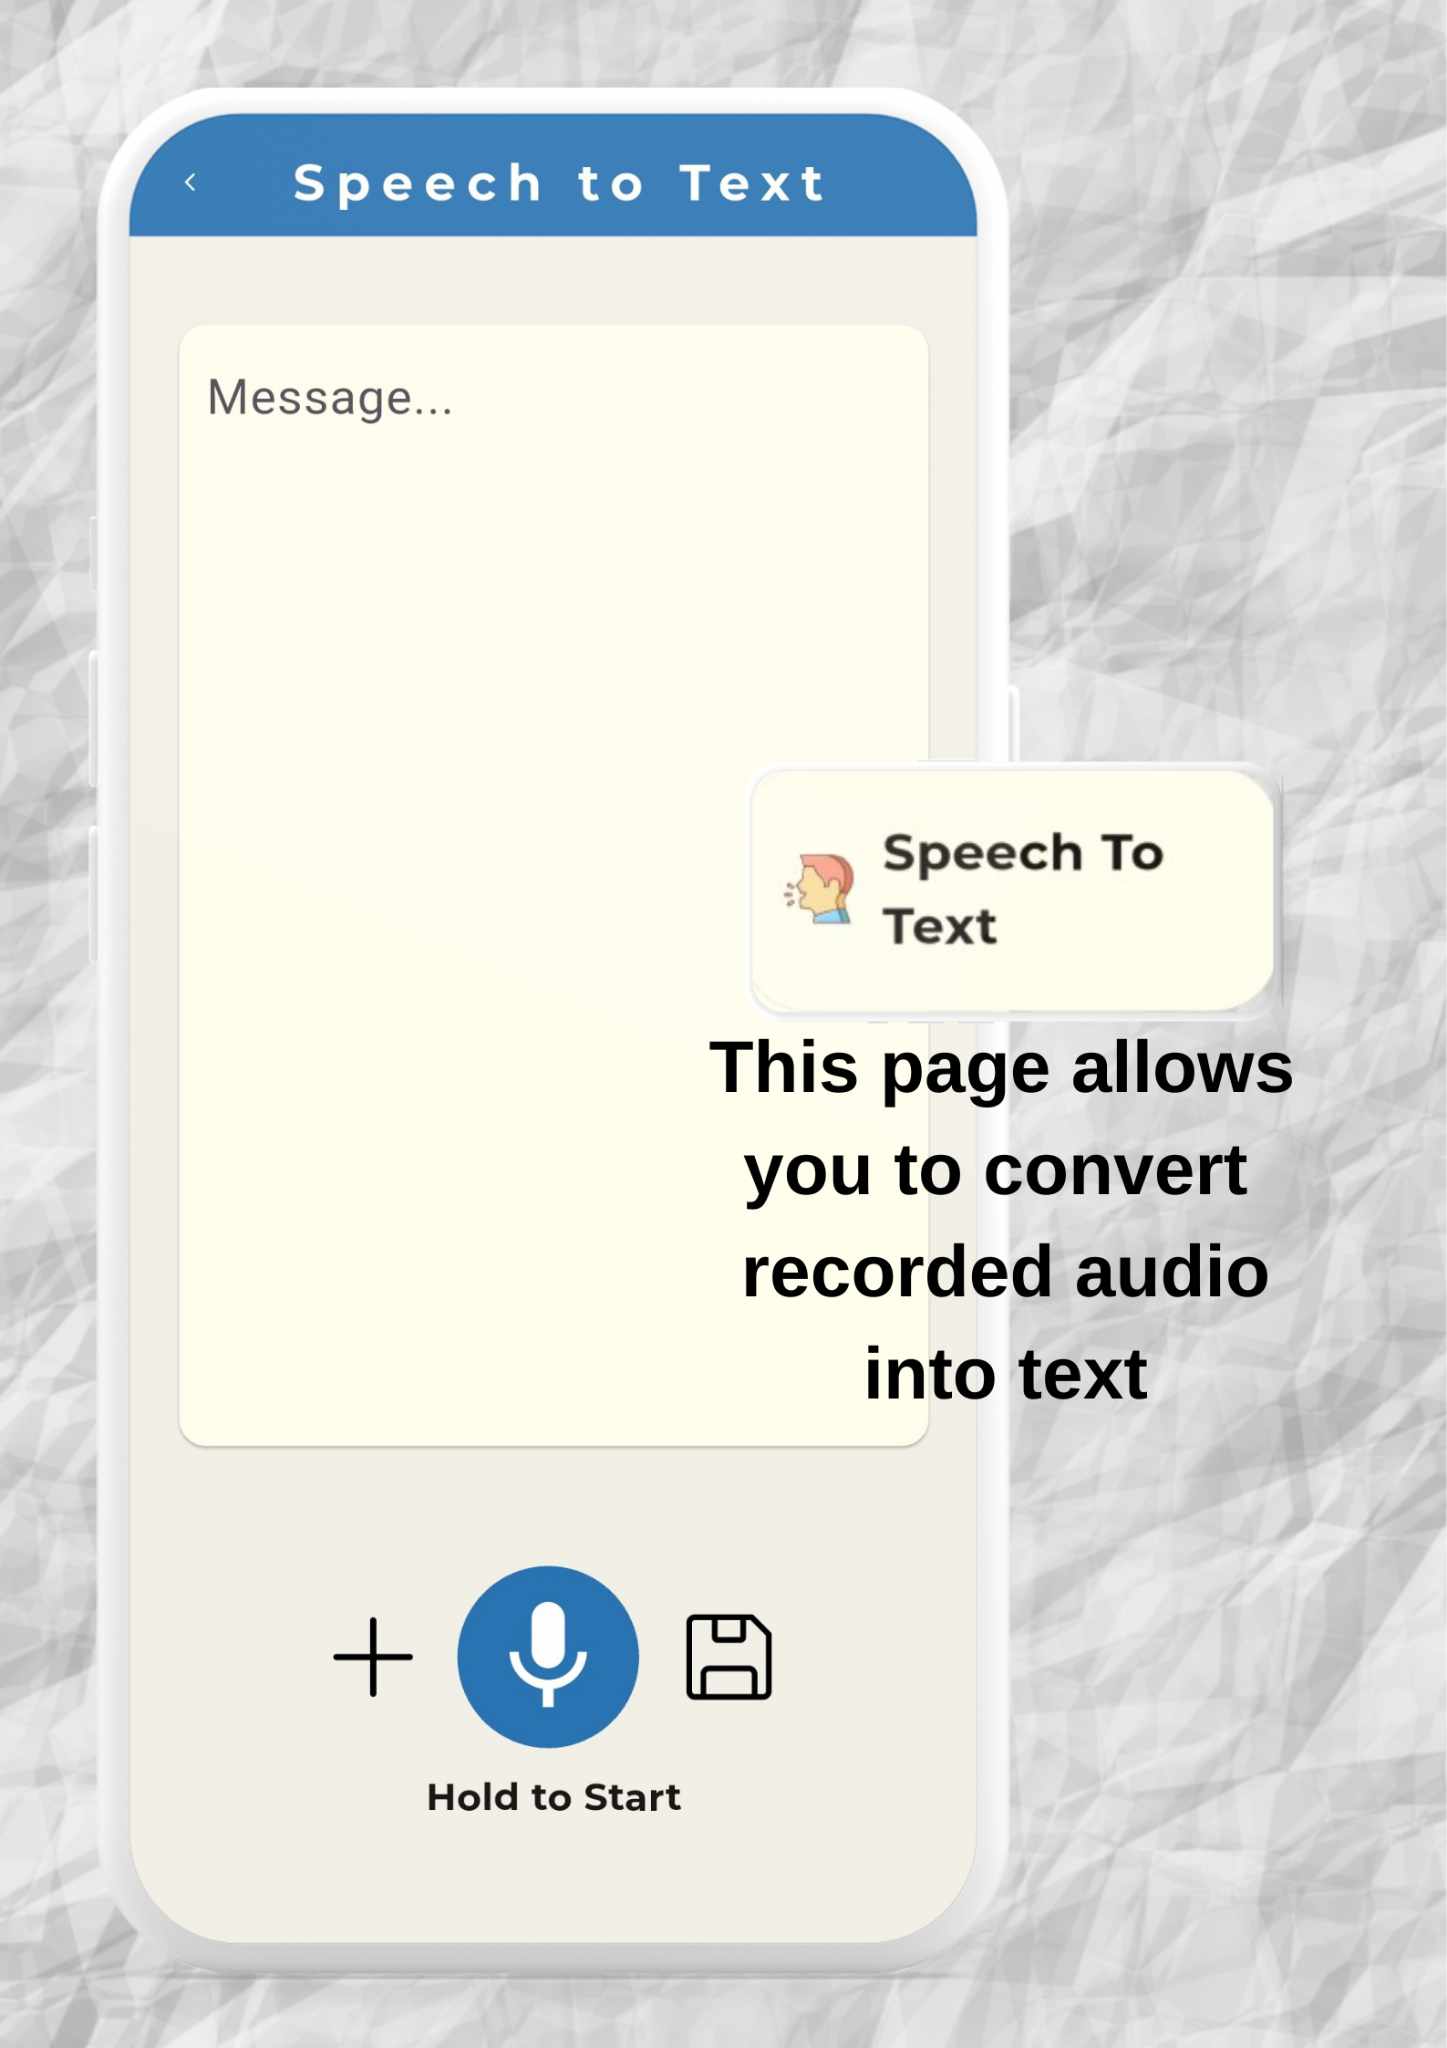 Speech to Text
Message...
Speech To
Text
This page allows
you to convert
recorded audio
into text
Hold to Start